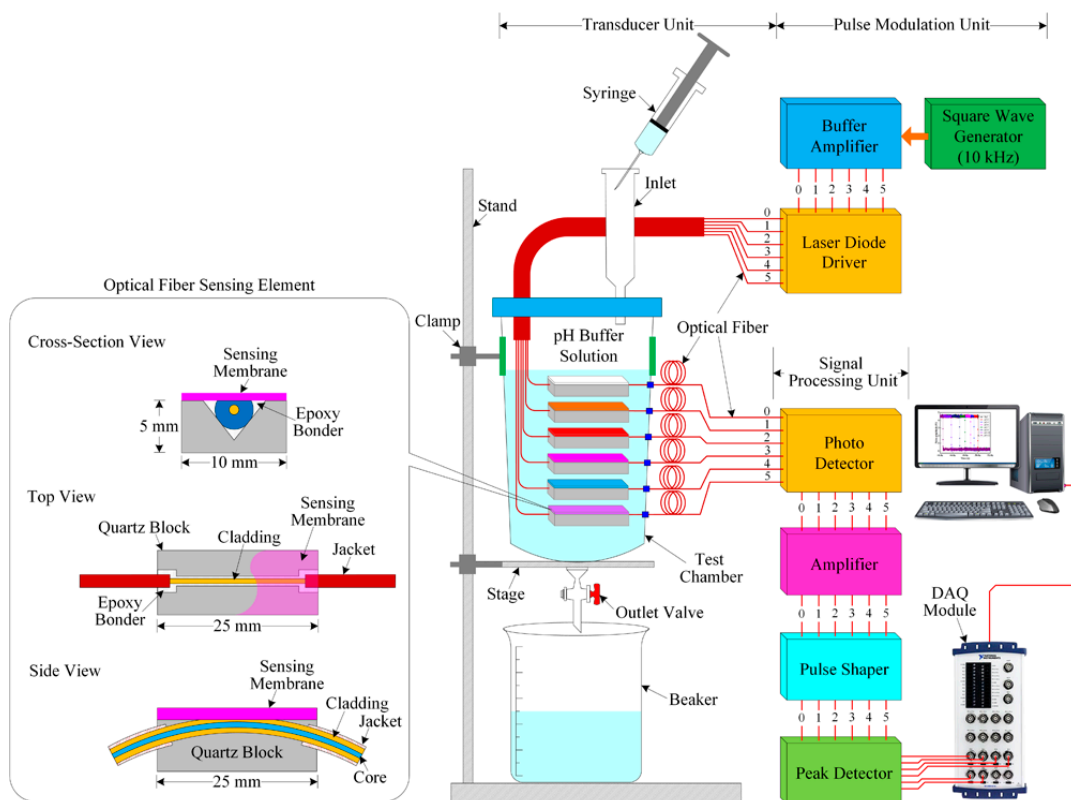 Transducer Unit
Pulse Modulation Unit
Syringe
Buffer
Amplifier
Square Wave
Generator
(10 kHz)
Inlet
0 1 2 3 4 5
Stand
0
1
2
3
4
5
Laser Diode
Driver
Optical Fiber Sensing Element
Clamp
pH Buffer
Solution
Optical Fiber
Cross-Section View
Sensing
Membrane
Epoxy
Bonder
5 mm
10 mm
Signal
Processing Unit
0
1
2
3
4
5
Photo
Detector
0 1 2 3 4 5
Top View
Quartz Block
Sensing
Membrane
Cladding
Jacket
Epoxy
Bonder
25 mm
Test
Chamber
Stage
Outlet Valve
Amplifier
0 1 2 3 4 5
DAQ
Module
Side View
Sensing
Membrane
Cladding
Jacket
Quartz Block
Core
25 mm
Beaker
Pulse Shaper
0 1 2 3 4 5
Peak Detector